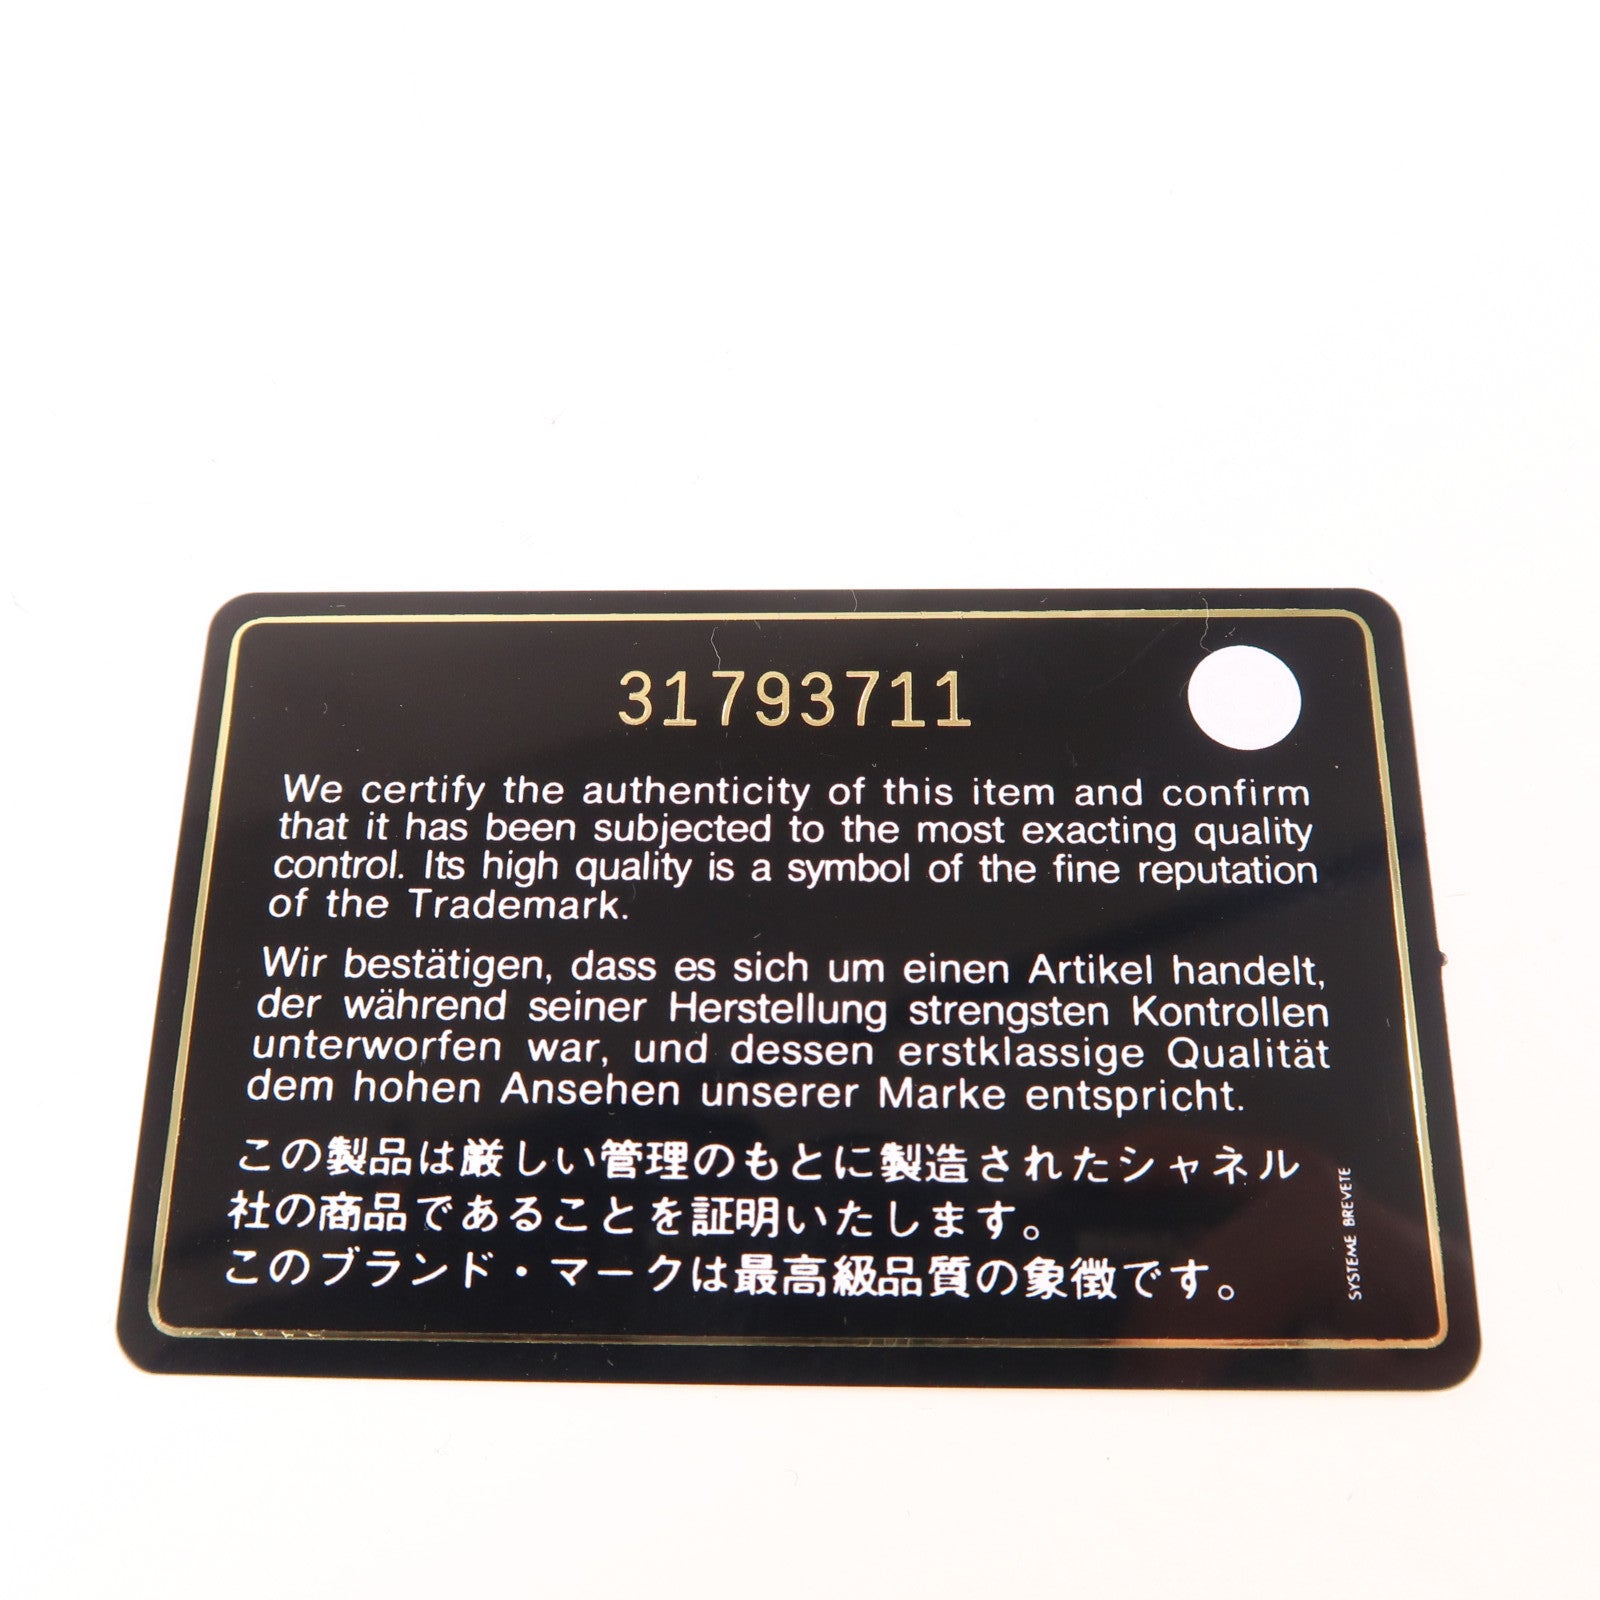 31793711
We certify the authenticity of this item and confirm
that it has been subjected to the most exacting quality
control. Its high quality is a symbol of the fine reputation
of the Trademark.
Wir bestätigen, dass es sich um einen Artikel handelt,
der während seiner Herstellung strengsten Kontrollen
unterworfen war, und dessen erstklassige Qualität
dem hohen Ansehen unserer Marke entspricht.
この製品は厳しい管理のもとに製造されたシャネル
社の商品であることを証明いたします。
このブランド・マークは最高級品質の象徴です。
SYSTEME BREVETE